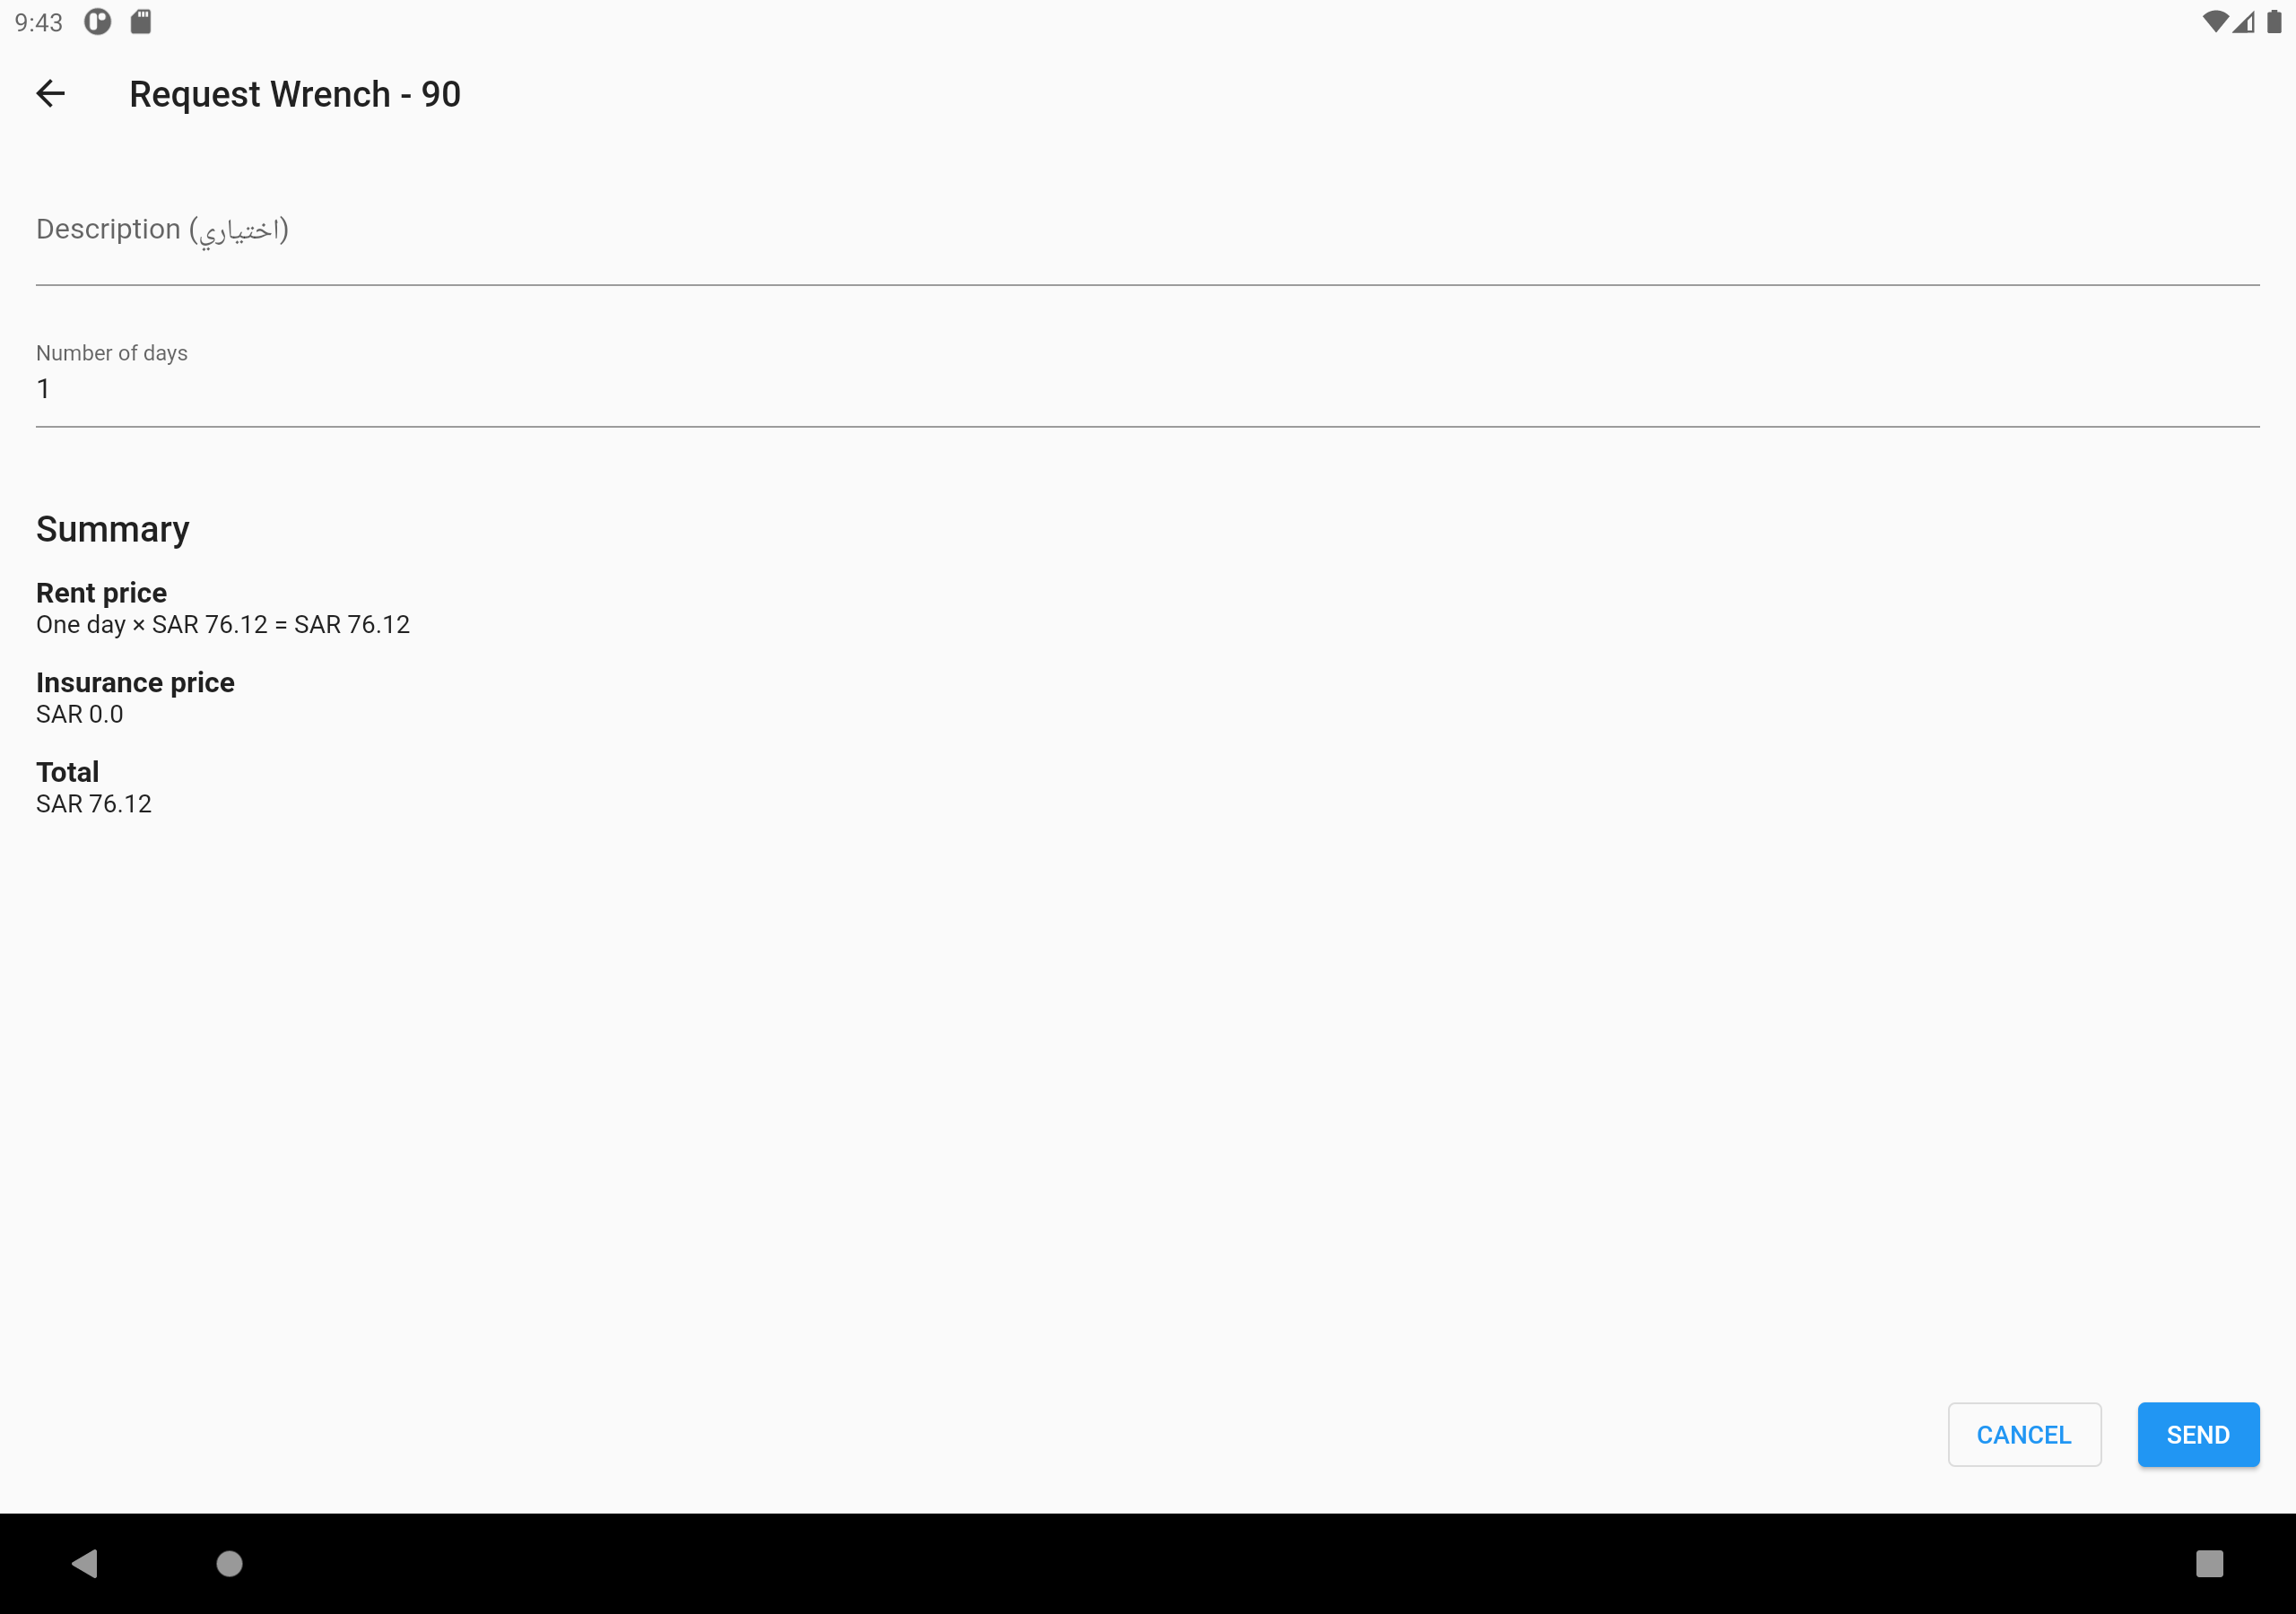 9:43
Request Wrench - 90
Description (اختياري)
Number of days
1
Summary
Rent price
One day × SAR 76.12 = SAR 76.12
Insurance price
SAR 0.0
Total
SAR 76.12
CANCEL
SEND